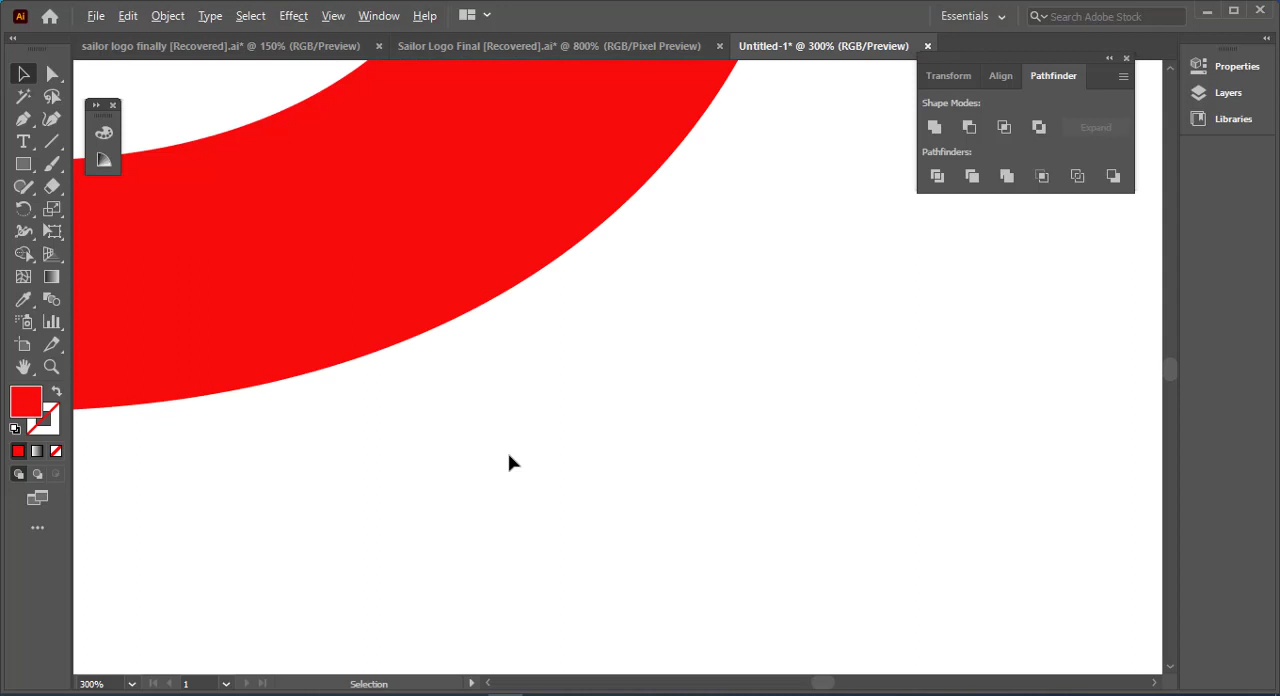 Ai File Edit Object Type Select Effect View Window Help Essentials Search Adobe Stock
sailor logo finally [Recovered].ai* @ 150% (RGB/Preview) Sailor Logo Final [Recovered].ai* @ 800% (RGB/Pixel Preview) Untitled-1* @ 300% (RGB/Preview)
Transform Align Pathfinder
Shape Modes:
Expand
Pathfinders:
Properties
Layers
Libraries
300% 1 Selection